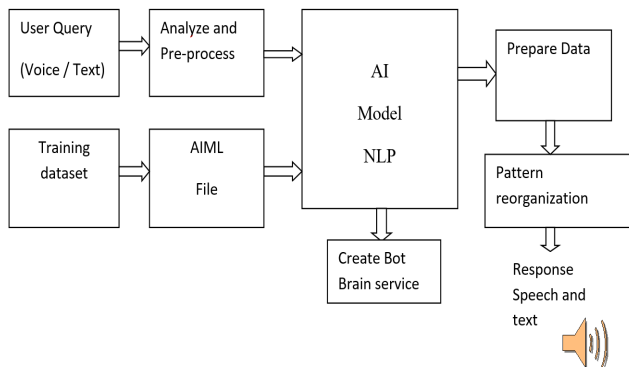 User Query
(Voice / Text)
Analyze and
Pre-process
AI
Model
NLP
Prepare Data
Training
dataset
AIML
File
Pattern
reorganization
Create Bot
Brain service
Response
Speech and
text